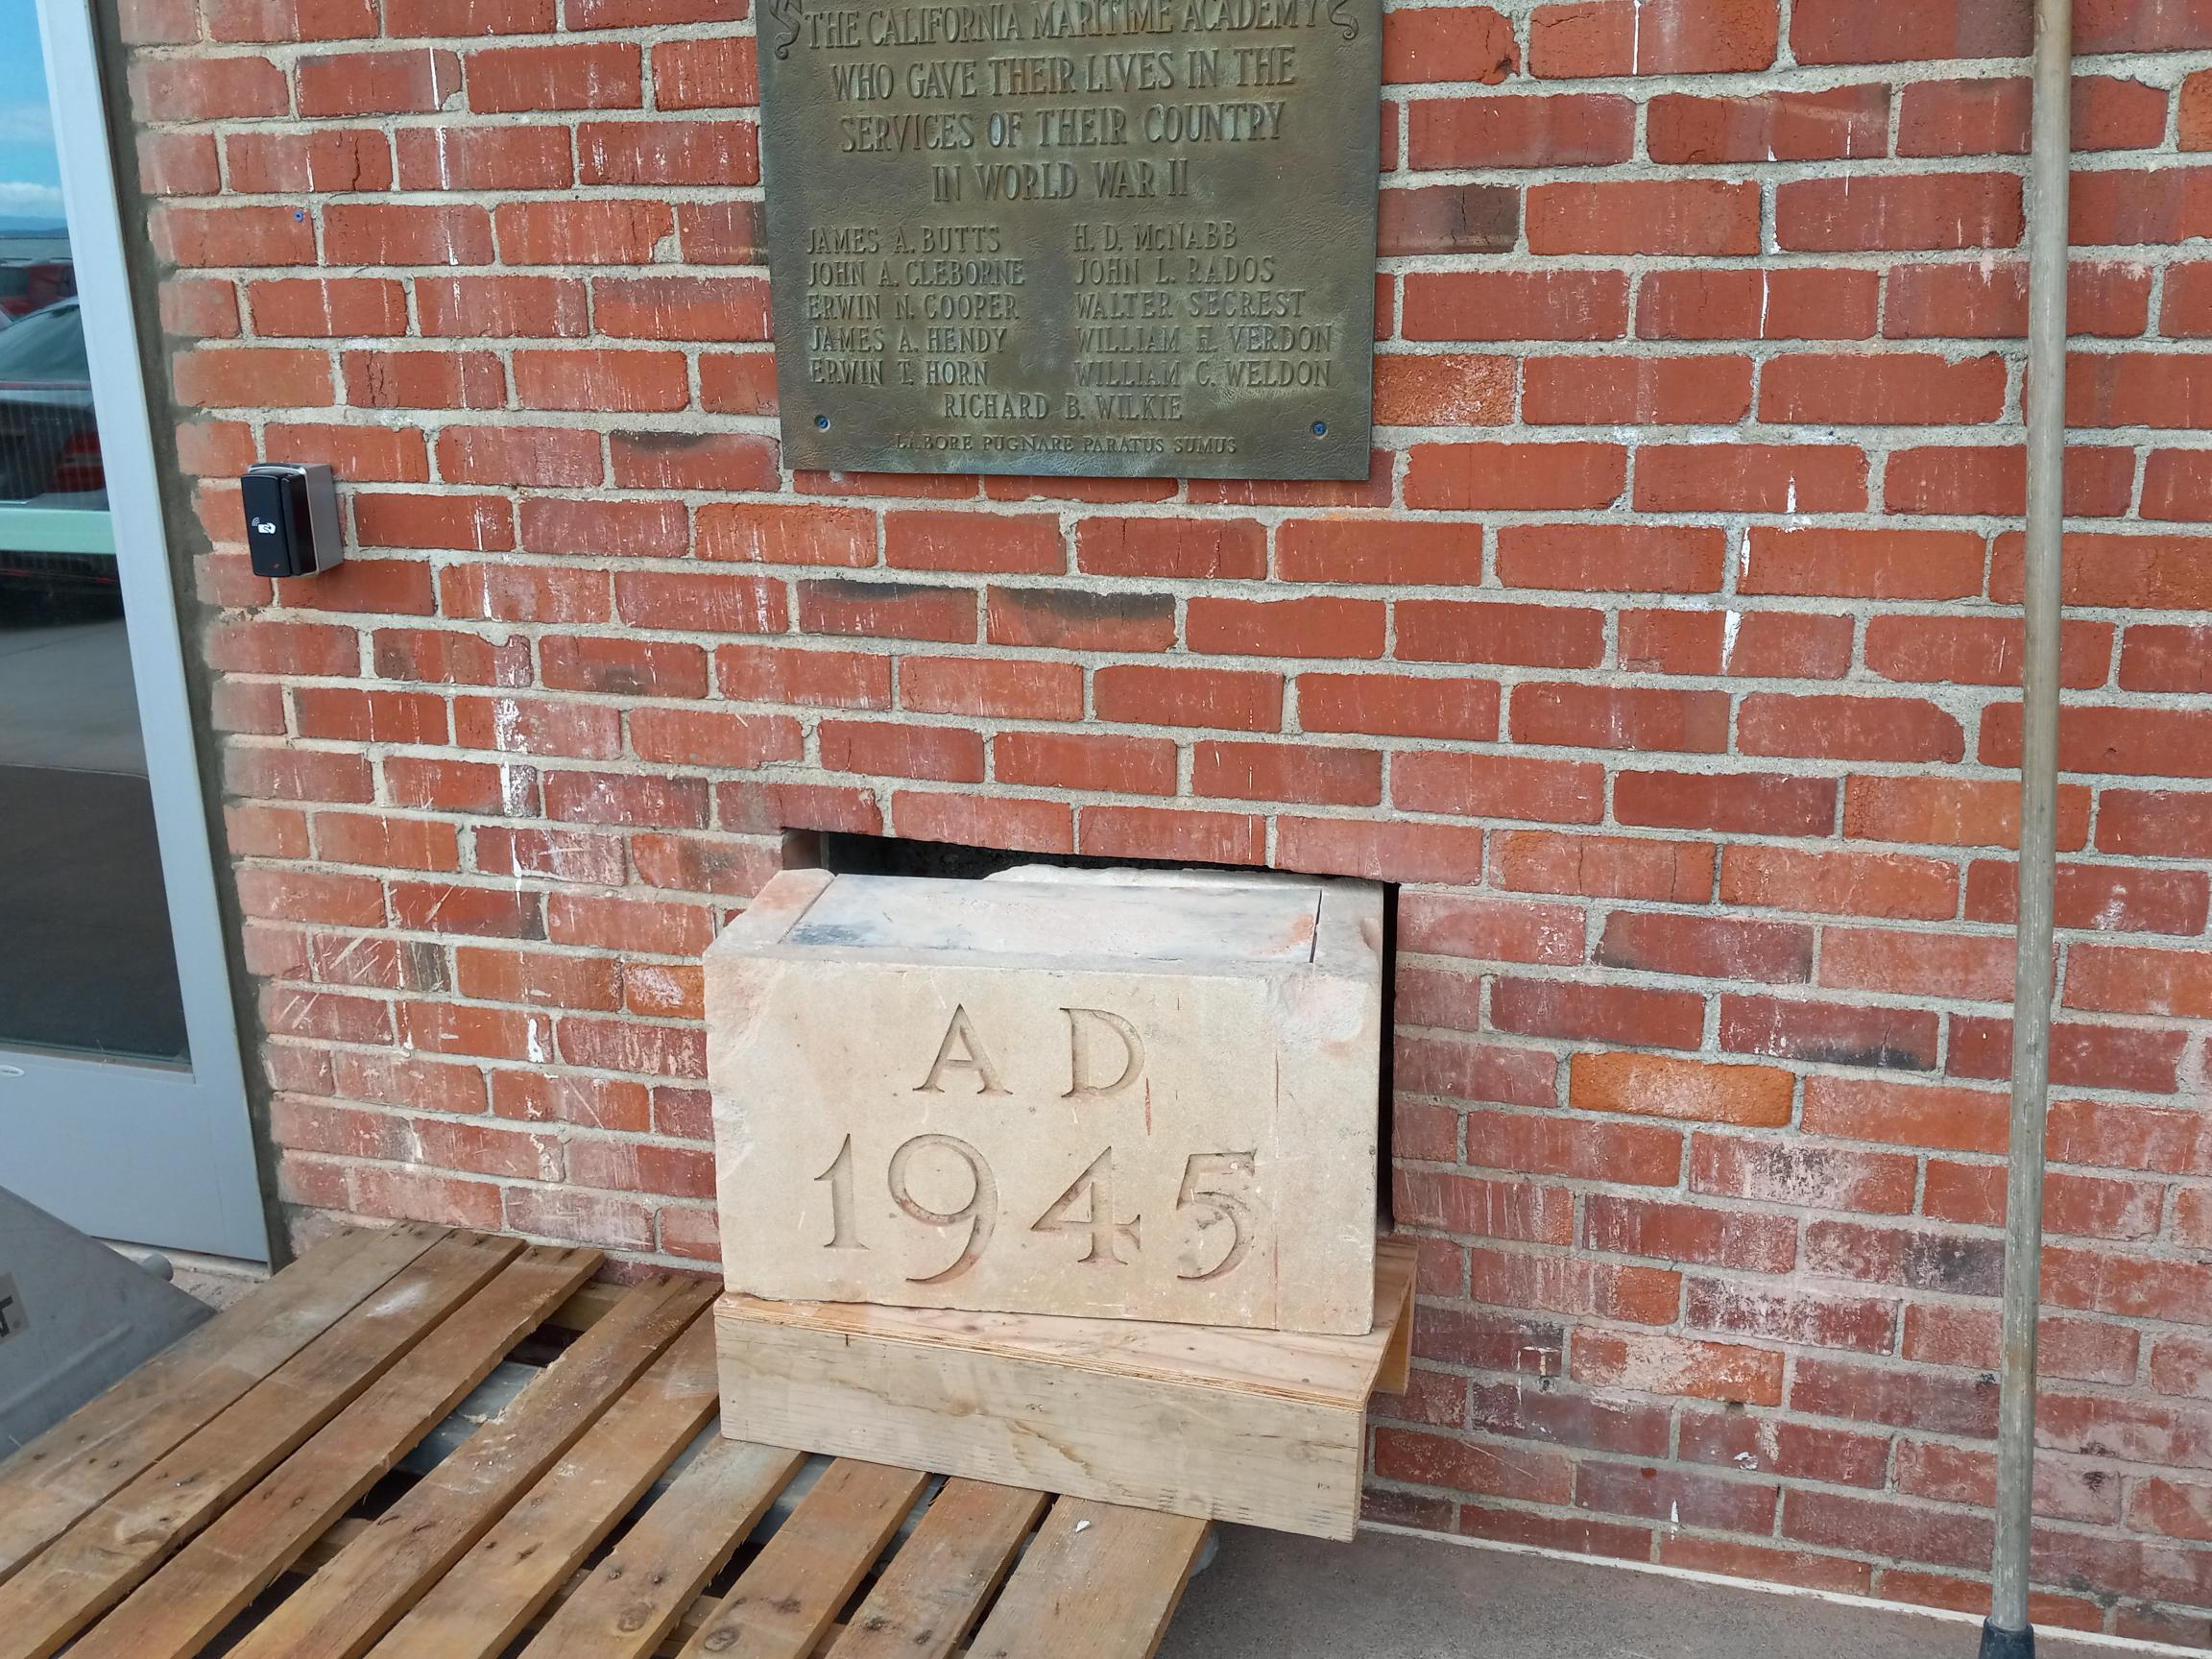 THE CALIFORNIA MARITIME ACADEMY
WHO GAVE THEIR LIVES IN THE
SERVICES OF THEIR COUNTRY
IN WORLD WAR II
JAMES A. BUTTS
JOHN A. CLEBORNE
ERWIN N. COOPER
JAMES A. HENDY
ERWIN T. HORN
H. D. McNABB
JOHN L. RADOS
WALTER SECREST
WILLIAM H. VERDON
WILLIAM C. WELDON
RICHARD B. WILKIE
LABORE PUGNARE PARATUS SUMUS
A D
1945